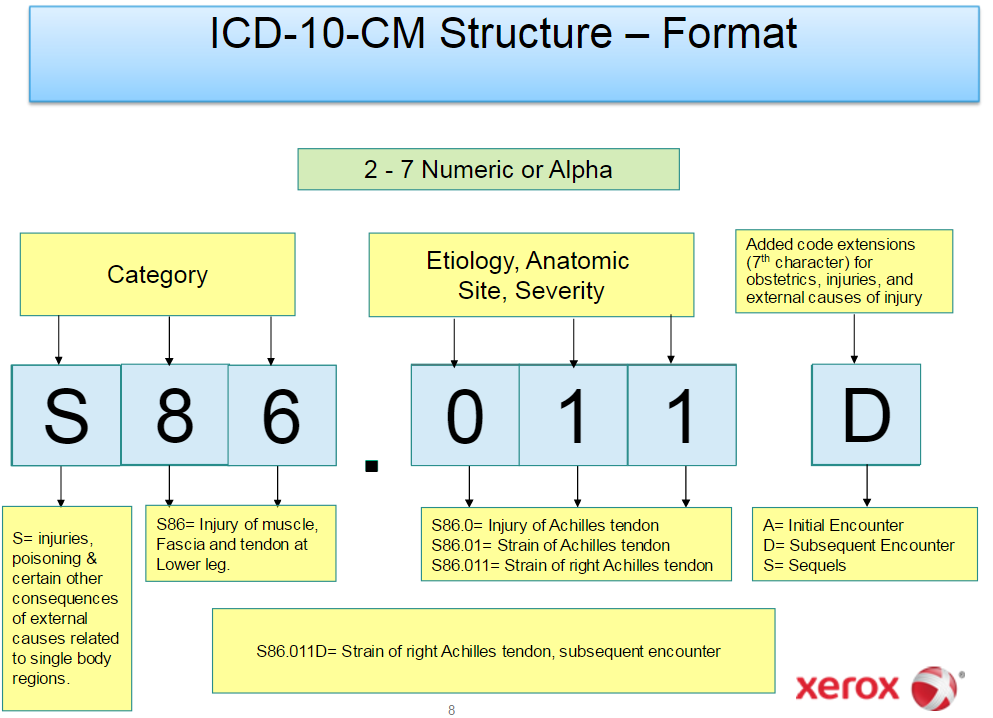 ICD-10-CM Structure – Format
2 - 7 Numeric or Alpha
Category
Etiology, Anatomic
Site, Severity
Added code extensions
(7th character) for
obstetrics, injuries, and
external causes of injury
S 8 6 . 0 1 1 D
S= injuries,
poisoning &
certain other
consequences
of external
causes related
to single body
regions.
S86= Injury of muscle,
Fascia and tendon at
Lower leg.
S86.0= Injury of Achilles tendon
S86.01= Strain of Achilles tendon
S86.011= Strain of right Achilles tendon
A= Initial Encounter
D= Subsequent Encounter
S= Sequels
S86.011D= Strain of right Achilles tendon, subsequent encounter
xerox ®
8